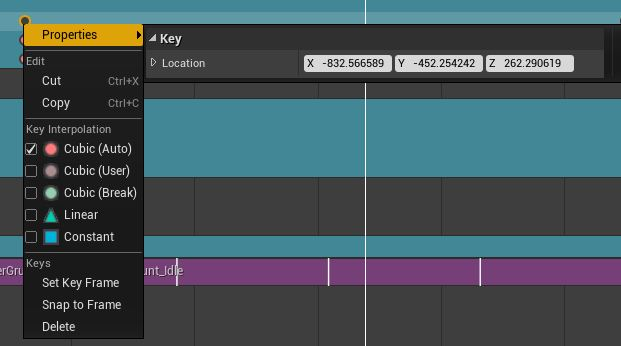 Properties
Key
Location X -832.566589 Y -452.254242 Z 262.290619
Edit
Cut Ctrl+X
Copy Ctrl+C
Key Interpolation
Cubic (Auto)
Cubic (User)
Cubic (Break)
Linear
Constant
Keys
erGru unt_Idle
Set Key Frame
Snap to Frame
Delete